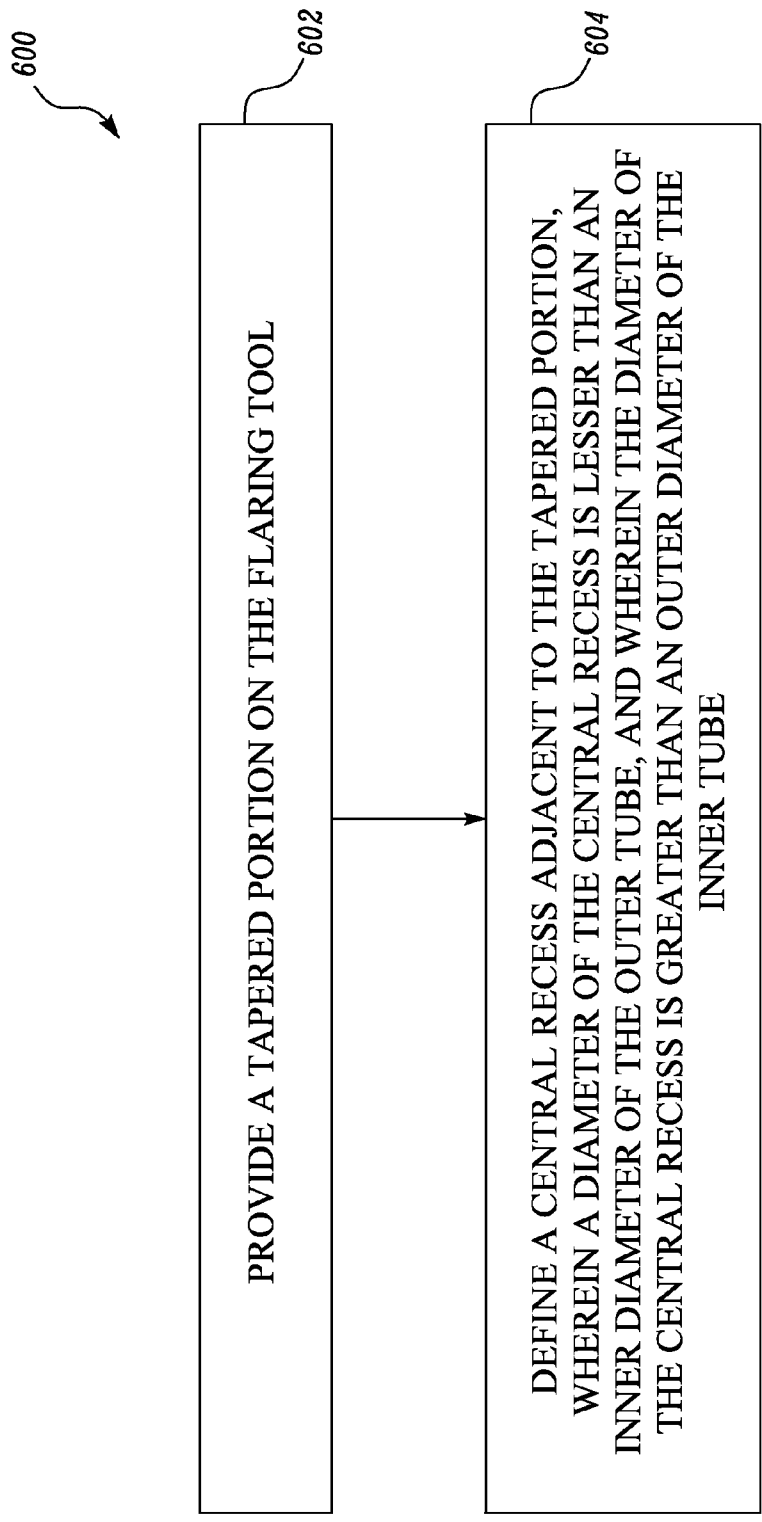 600
602
PROVIDE A TAPERED PORTION ON THE FLARING TOOL
604
DEFINE A CENTRAL RECESS ADJACENT TO THE TAPERED PORTION,
WHEREIN A DIAMETER OF THE CENTRAL RECESS IS LESSER THAN AN
INNER DIAMETER OF THE OUTER TUBE, AND WHEREIN THE DIAMETER OF
THE CENTRAL RECESS IS GREATER THAN AN OUTER DIAMETER OF THE
INNER TUBE